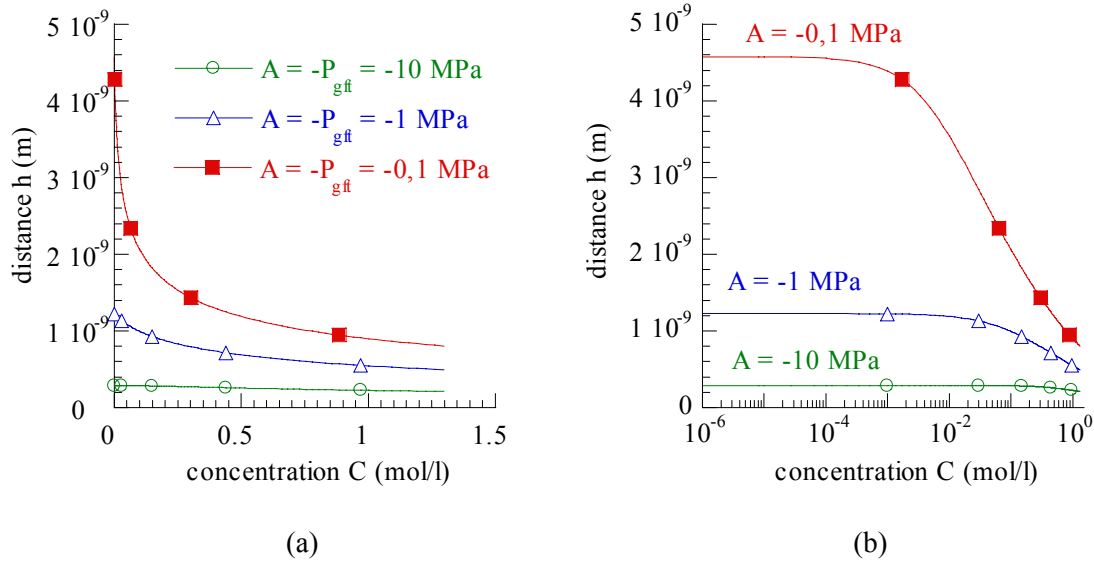 5 10-9
4 10-9
3 10-9
2 10-9
1 10-9
0
distance h (m)
A = -Pgft = -10 MPa
A = -Pgft = -1 MPa
A = -Pgft = -0,1 MPa
0 0.5 1 1.5
concentration C (mol/l)
(a)
5 10-9
4 10-9
3 10-9
2 10-9
1 10-9
0
distance h (m)
A = -0,1 MPa
A = -1 MPa
A = -10 MPa
10-6 10-4 10-2 100
concentration C (mol/l)
(b)